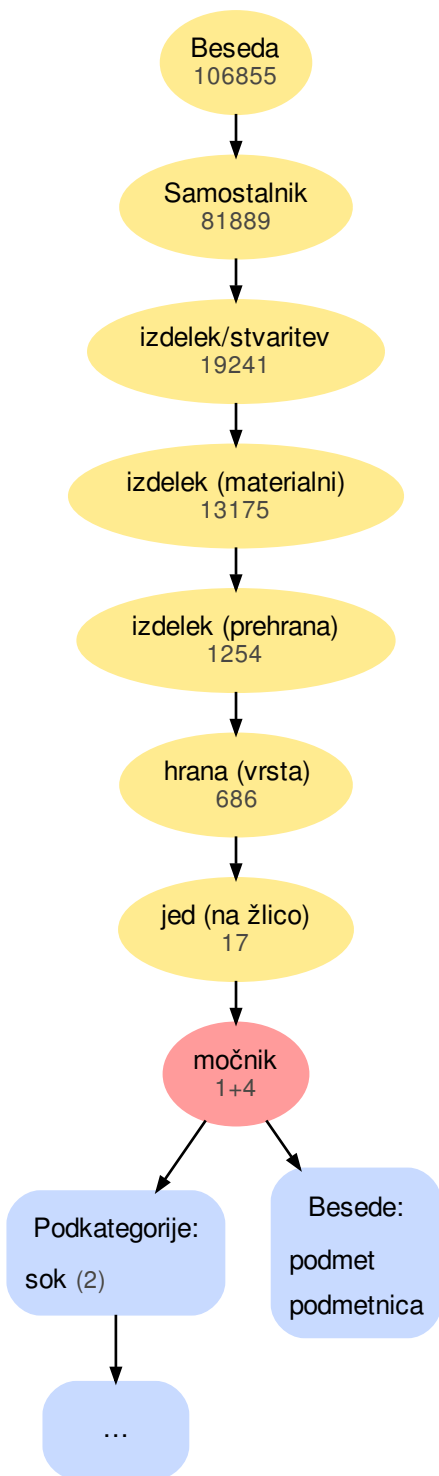 Beseda
106855
Samostalnik
81889
izdelek/stvaritev
19241
izdelek (materialni)
13175
izdelek (prehrana)
1254
hrana (vrsta)
686
jed (na žlico)
17
močnik
1+4
Podkategorije:
sok (2)
Besede:
podmet
podmetnica
...